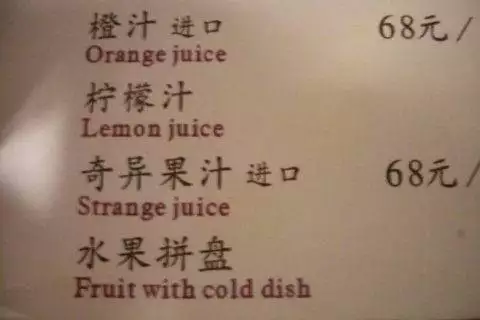 橙汁 进口 68元/
Orange juice
柠檬汁
Lemon juice
奇异果汁 进口 68元/
Strange juice
水果拼盘
Fruit with cold dish